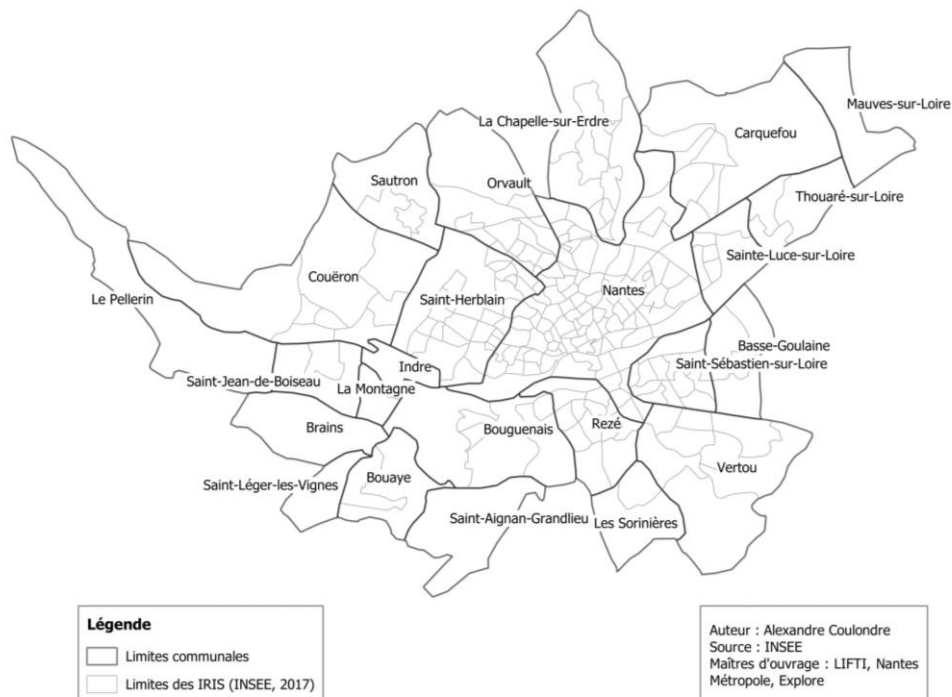 Mauves-sur-Loire
La Chapelle-sur-Erdre
Carquefou
Sautron
Orvault
Thouaré-sur-Loire
Sainte-Luce-sur-Loire
Couëron
Saint-Herblain
Nantes
Le Pellerin
Basse-Goulaine
Saint-Sébastien-sur-Loire
Indre
Saint-Jean-de-Boiseau
La Montagne
Brains
Bouguenais
Rezé
Vertou
Saint-Léger-les-Vignes
Bouaye
Saint-Aignan-Grandlieu
Les Sorinières
Légende
Limites communales
Limites des IRIS (INSEE, 2017)
Auteur : Alexandre Coulondre
Source : INSEE
Maîtres d'ouvrage : LIFTI, Nantes
Métropole, Explore